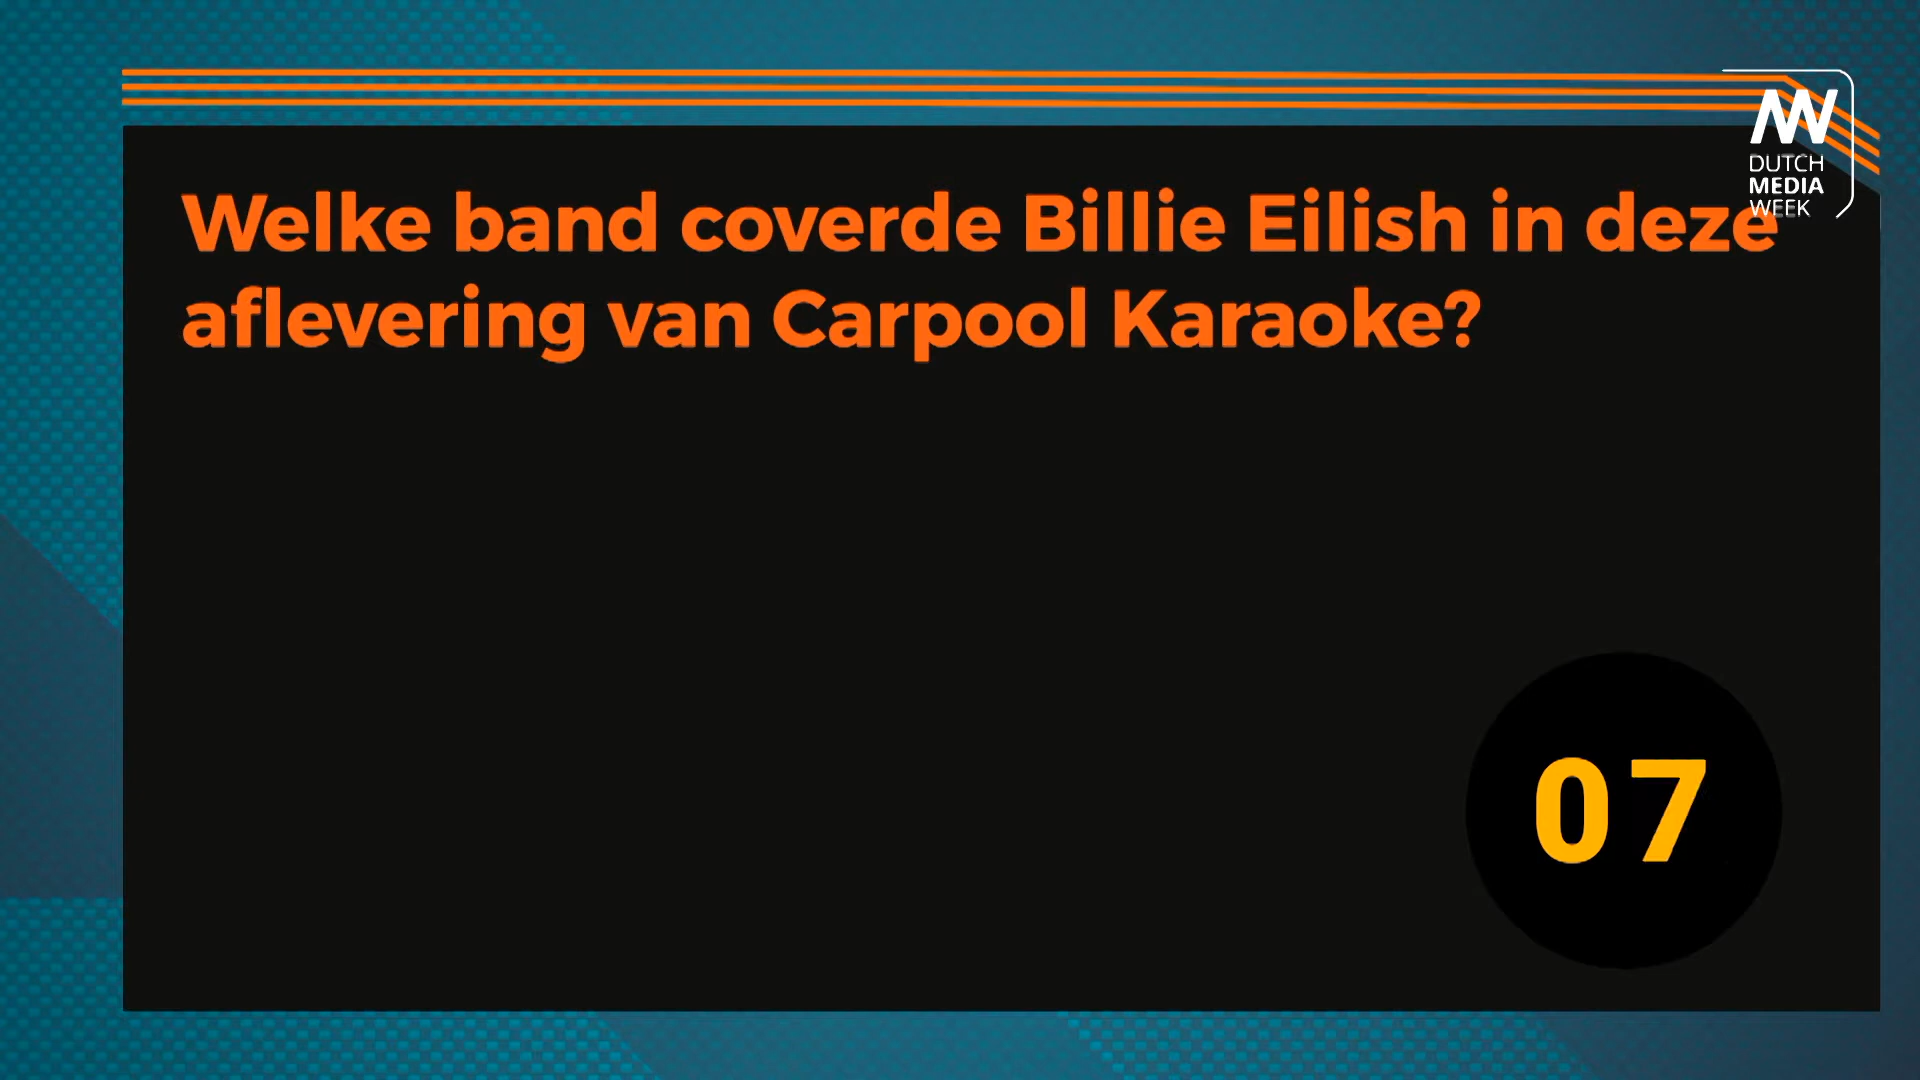 Welke band coverde Billie Eilish in deze
aflevering van Carpool Karaoke?
DUTCH
MEDIA
WEEK
07